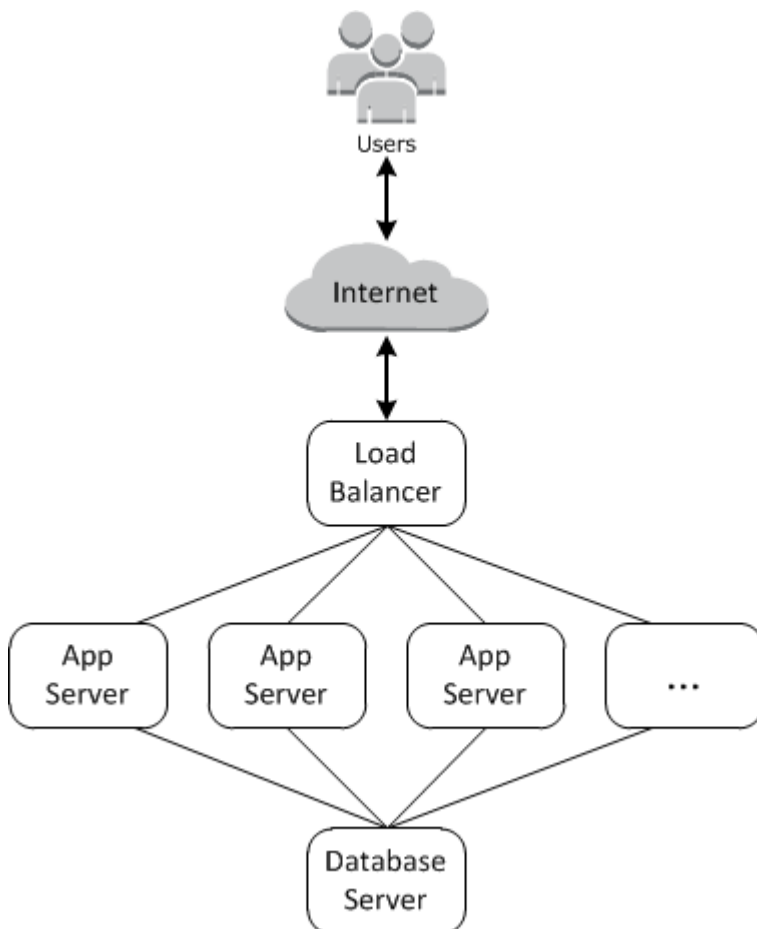 Users
Internet
Load
Balancer
App
Server
App
Server
App
Server
...
Database
Server